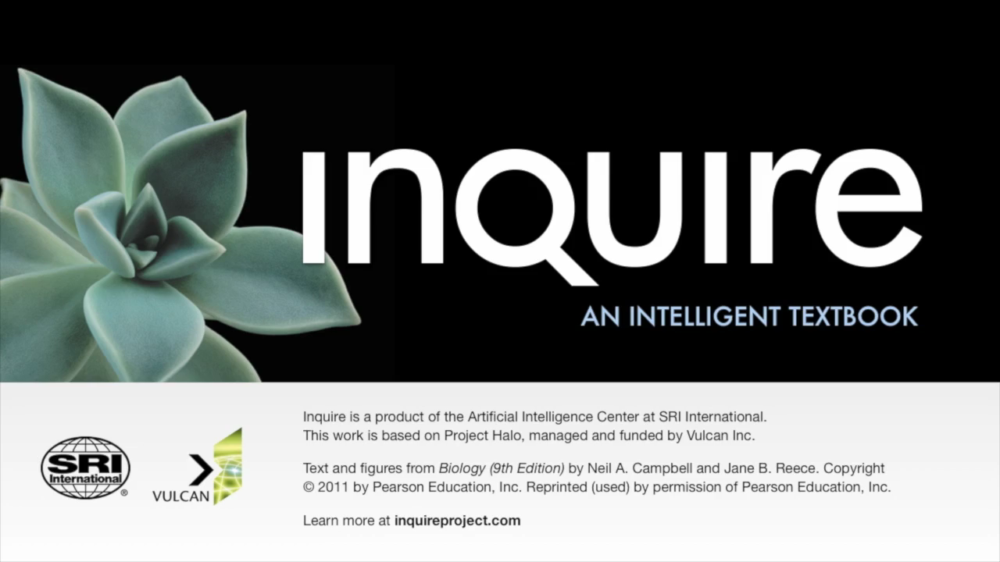 inquire
AN INTELLIGENT TEXTBOOK
Inquire is a product of the Artificial Intelligence Center at SRI International.
This work is based on Project Halo, managed and funded by Vulcan Inc.
SRI
International
®
VULCAN
Text and figures from Biology (9th Edition) by Neil A. Campbell and Jane B. Reece. Copyright
© 2011 by Pearson Education, Inc. Reprinted (used) by permission of Pearson Education, Inc.
Learn more at inquireproject.com